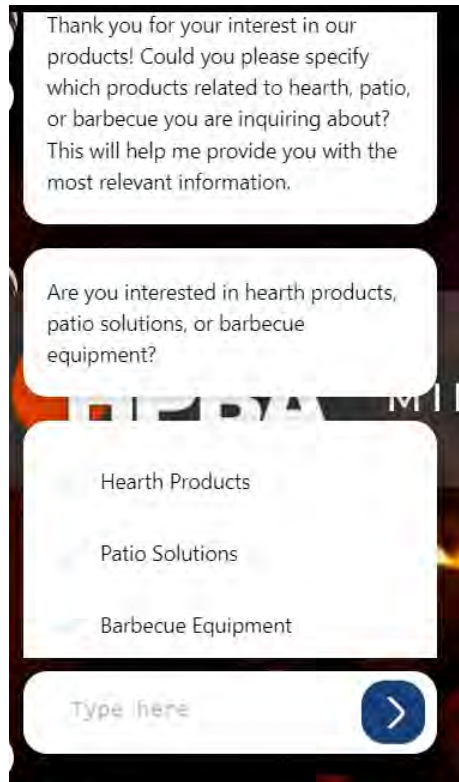 Thank you for your interest in our
products! Could you please specify
which products related to hearth, patio,
or barbecue you are inquiring about?
This will help me provide you with the
most relevant information.
Are you interested in hearth products,
patio solutions, or barbecue
equipment?
HPBA
Hearth Products
Patio Solutions
Barbecue Equipment
Type here